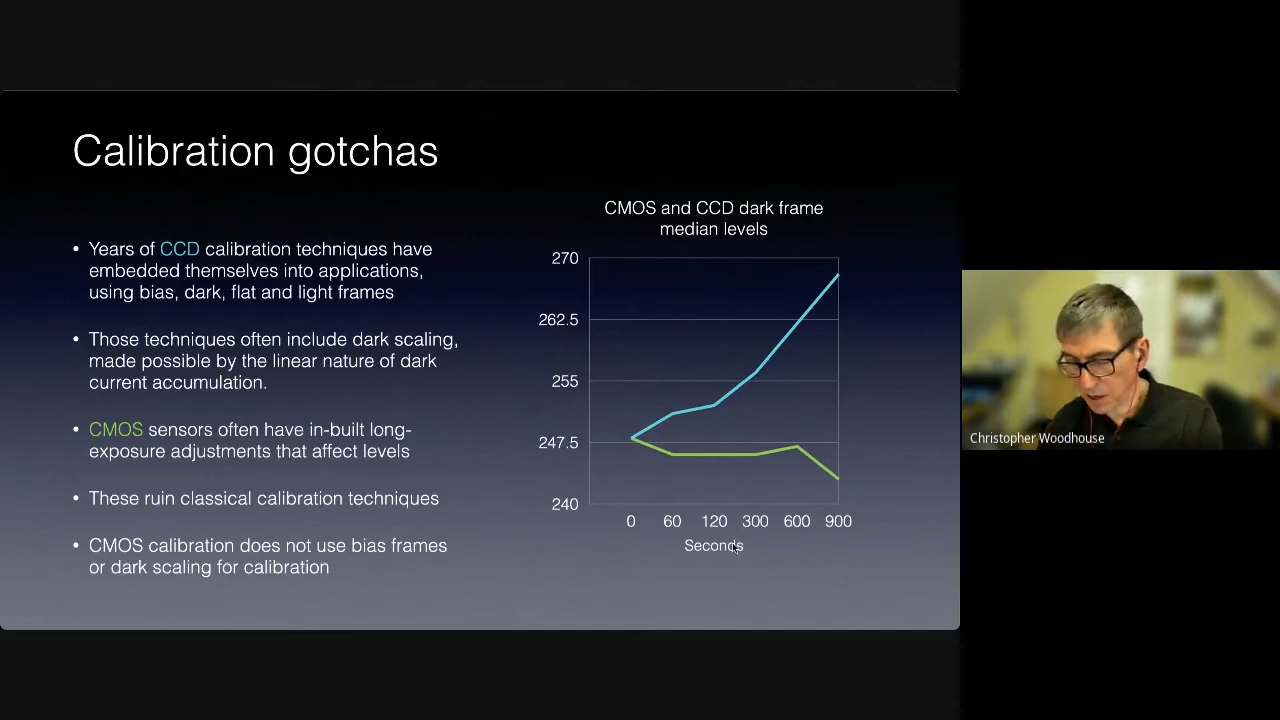 Calibration gotchas
• Years of CCD calibration techniques have
embedded themselves into applications,
using bias, dark, flat and light frames
• Those techniques often include dark scaling,
made possible by the linear nature of dark
current accumulation.
• CMOS sensors often have in-built long-
exposure adjustments that affect levels
• These ruin classical calibration techniques
• CMOS calibration does not use bias frames
or dark scaling for calibration
CMOS and CCD dark frame
median levels
270
262.5
255
247.5
240
0 60 120 300 600 900
Seconds
Christopher Woodhouse